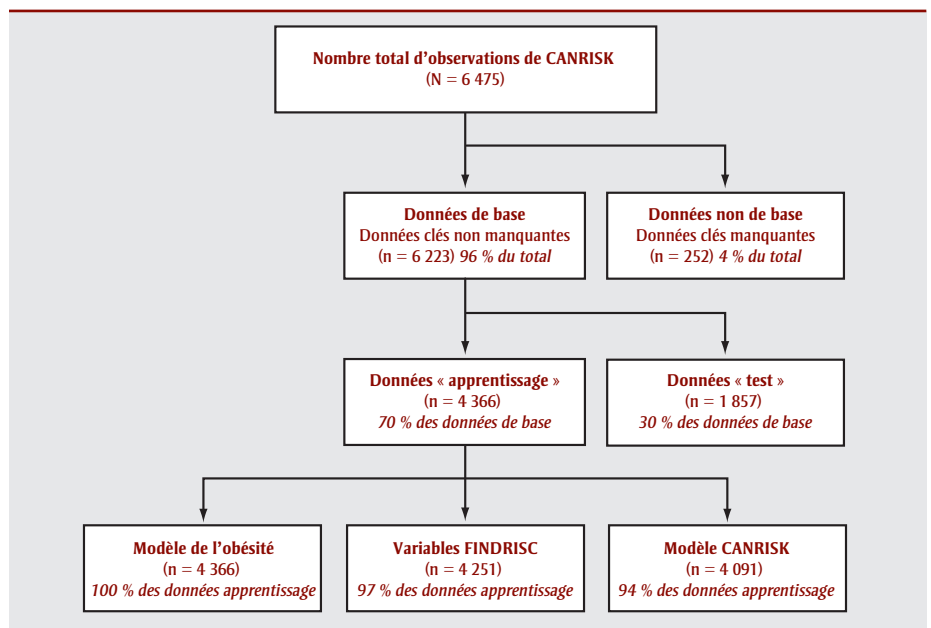 Nombre total d’observations de CANRISK
(N = 6 475)
Données de base
Données clés non manquantes
(n = 6 223) 96 % du total
Données non de base
Données clés manquantes
(n = 252) 4 % du total
Données « apprentissage »
(n = 4 366)
70 % des données de base
Données « test »
(n = 1 857)
30 % des données de base
Modèle de l’obésité
(n = 4 366)
100 % des données apprentissage
Variables FINDRISC
(n = 4 251)
97 % des données apprentissage
Modèle CANRISK
(n = 4 091)
94 % des données apprentissage